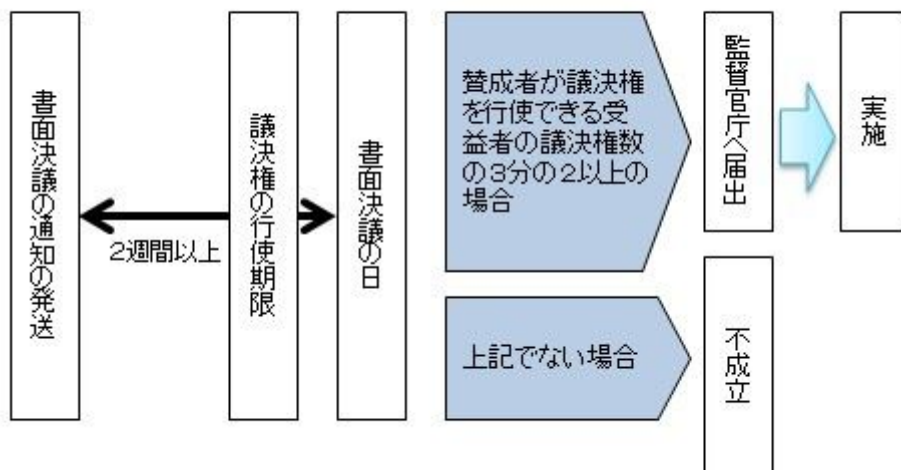 書面決議の通知の発送
2週間以上
議決権の行使期限
書面決議の日
賛成者が議決権
を行使できる受
益者の議決権数
の3分の2以上の
場合
監督官庁へ届出
実施
上記でない場合
不成立